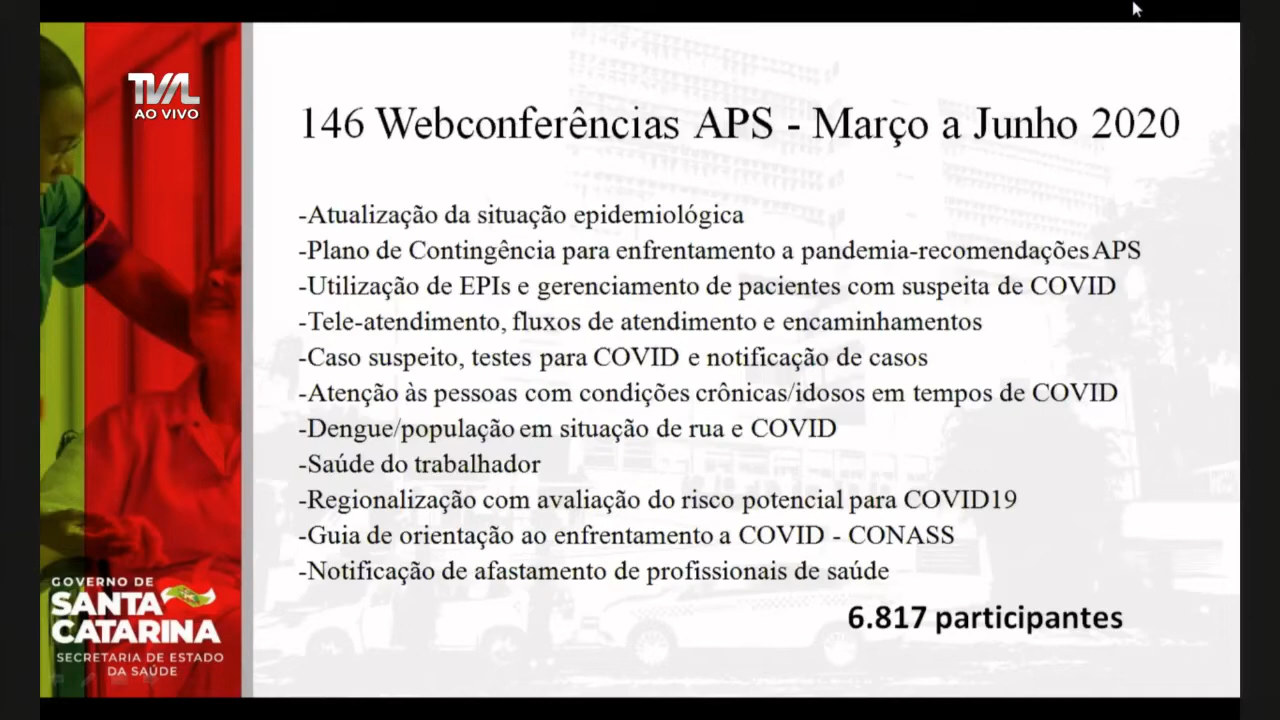 TVAL
AO VIVO
146 Webconferências APS - Março a Junho 2020
-Atualização da situação epidemiológica
-Plano de Contingência para enfrentamento a pandemia-recomendações APS
-Utilização de EPIs e gerenciamento de pacientes com suspeita de COVID
-Tele-atendimento, fluxos de atendimento e encaminhamentos
-Caso suspeito, testes para COVID e notificação de casos
-Atenção às pessoas com condições crônicas/idosos em tempos de COVID
-Dengue/população em situação de rua e COVID
-Saúde do trabalhador
-Regionalização com avaliação do risco potencial para COVID19
-Guia de orientação ao enfrentamento a COVID - CONASS
-Notificação de afastamento de profissionais de saúde
6.817 participantes
GOVERNO DE
SANTA
CATARINA
SECRETARIA DE ESTADO
DA SAÚDE